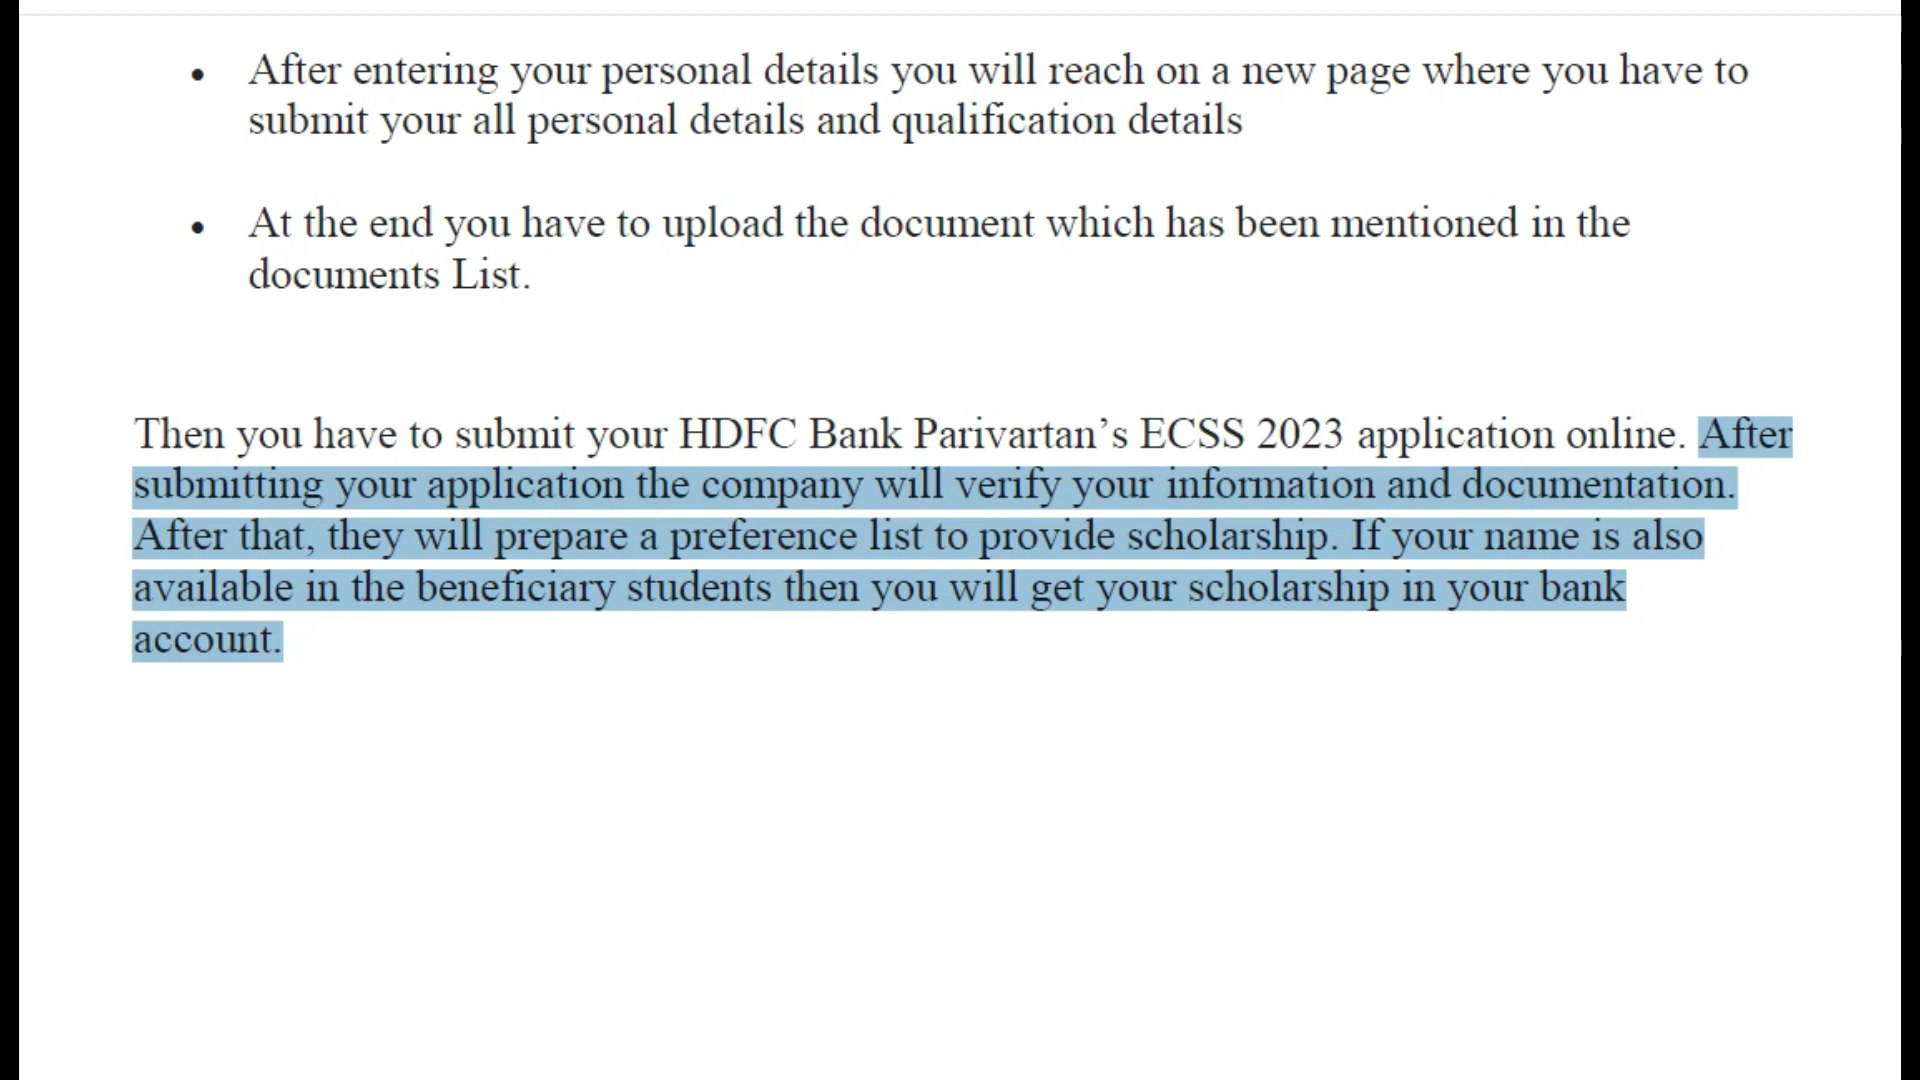 • After entering your personal details you will reach on a new page where you have to
submit your all personal details and qualification details
• At the end you have to upload the document which has been mentioned in the
documents List.
Then you have to submit your HDFC Bank Parivartan’s ECSS 2023 application online. After
submitting your application the company will verify your information and documentation.
After that, they will prepare a preference list to provide scholarship. If your name is also
available in the beneficiary students then you will get your scholarship in your bank
account.